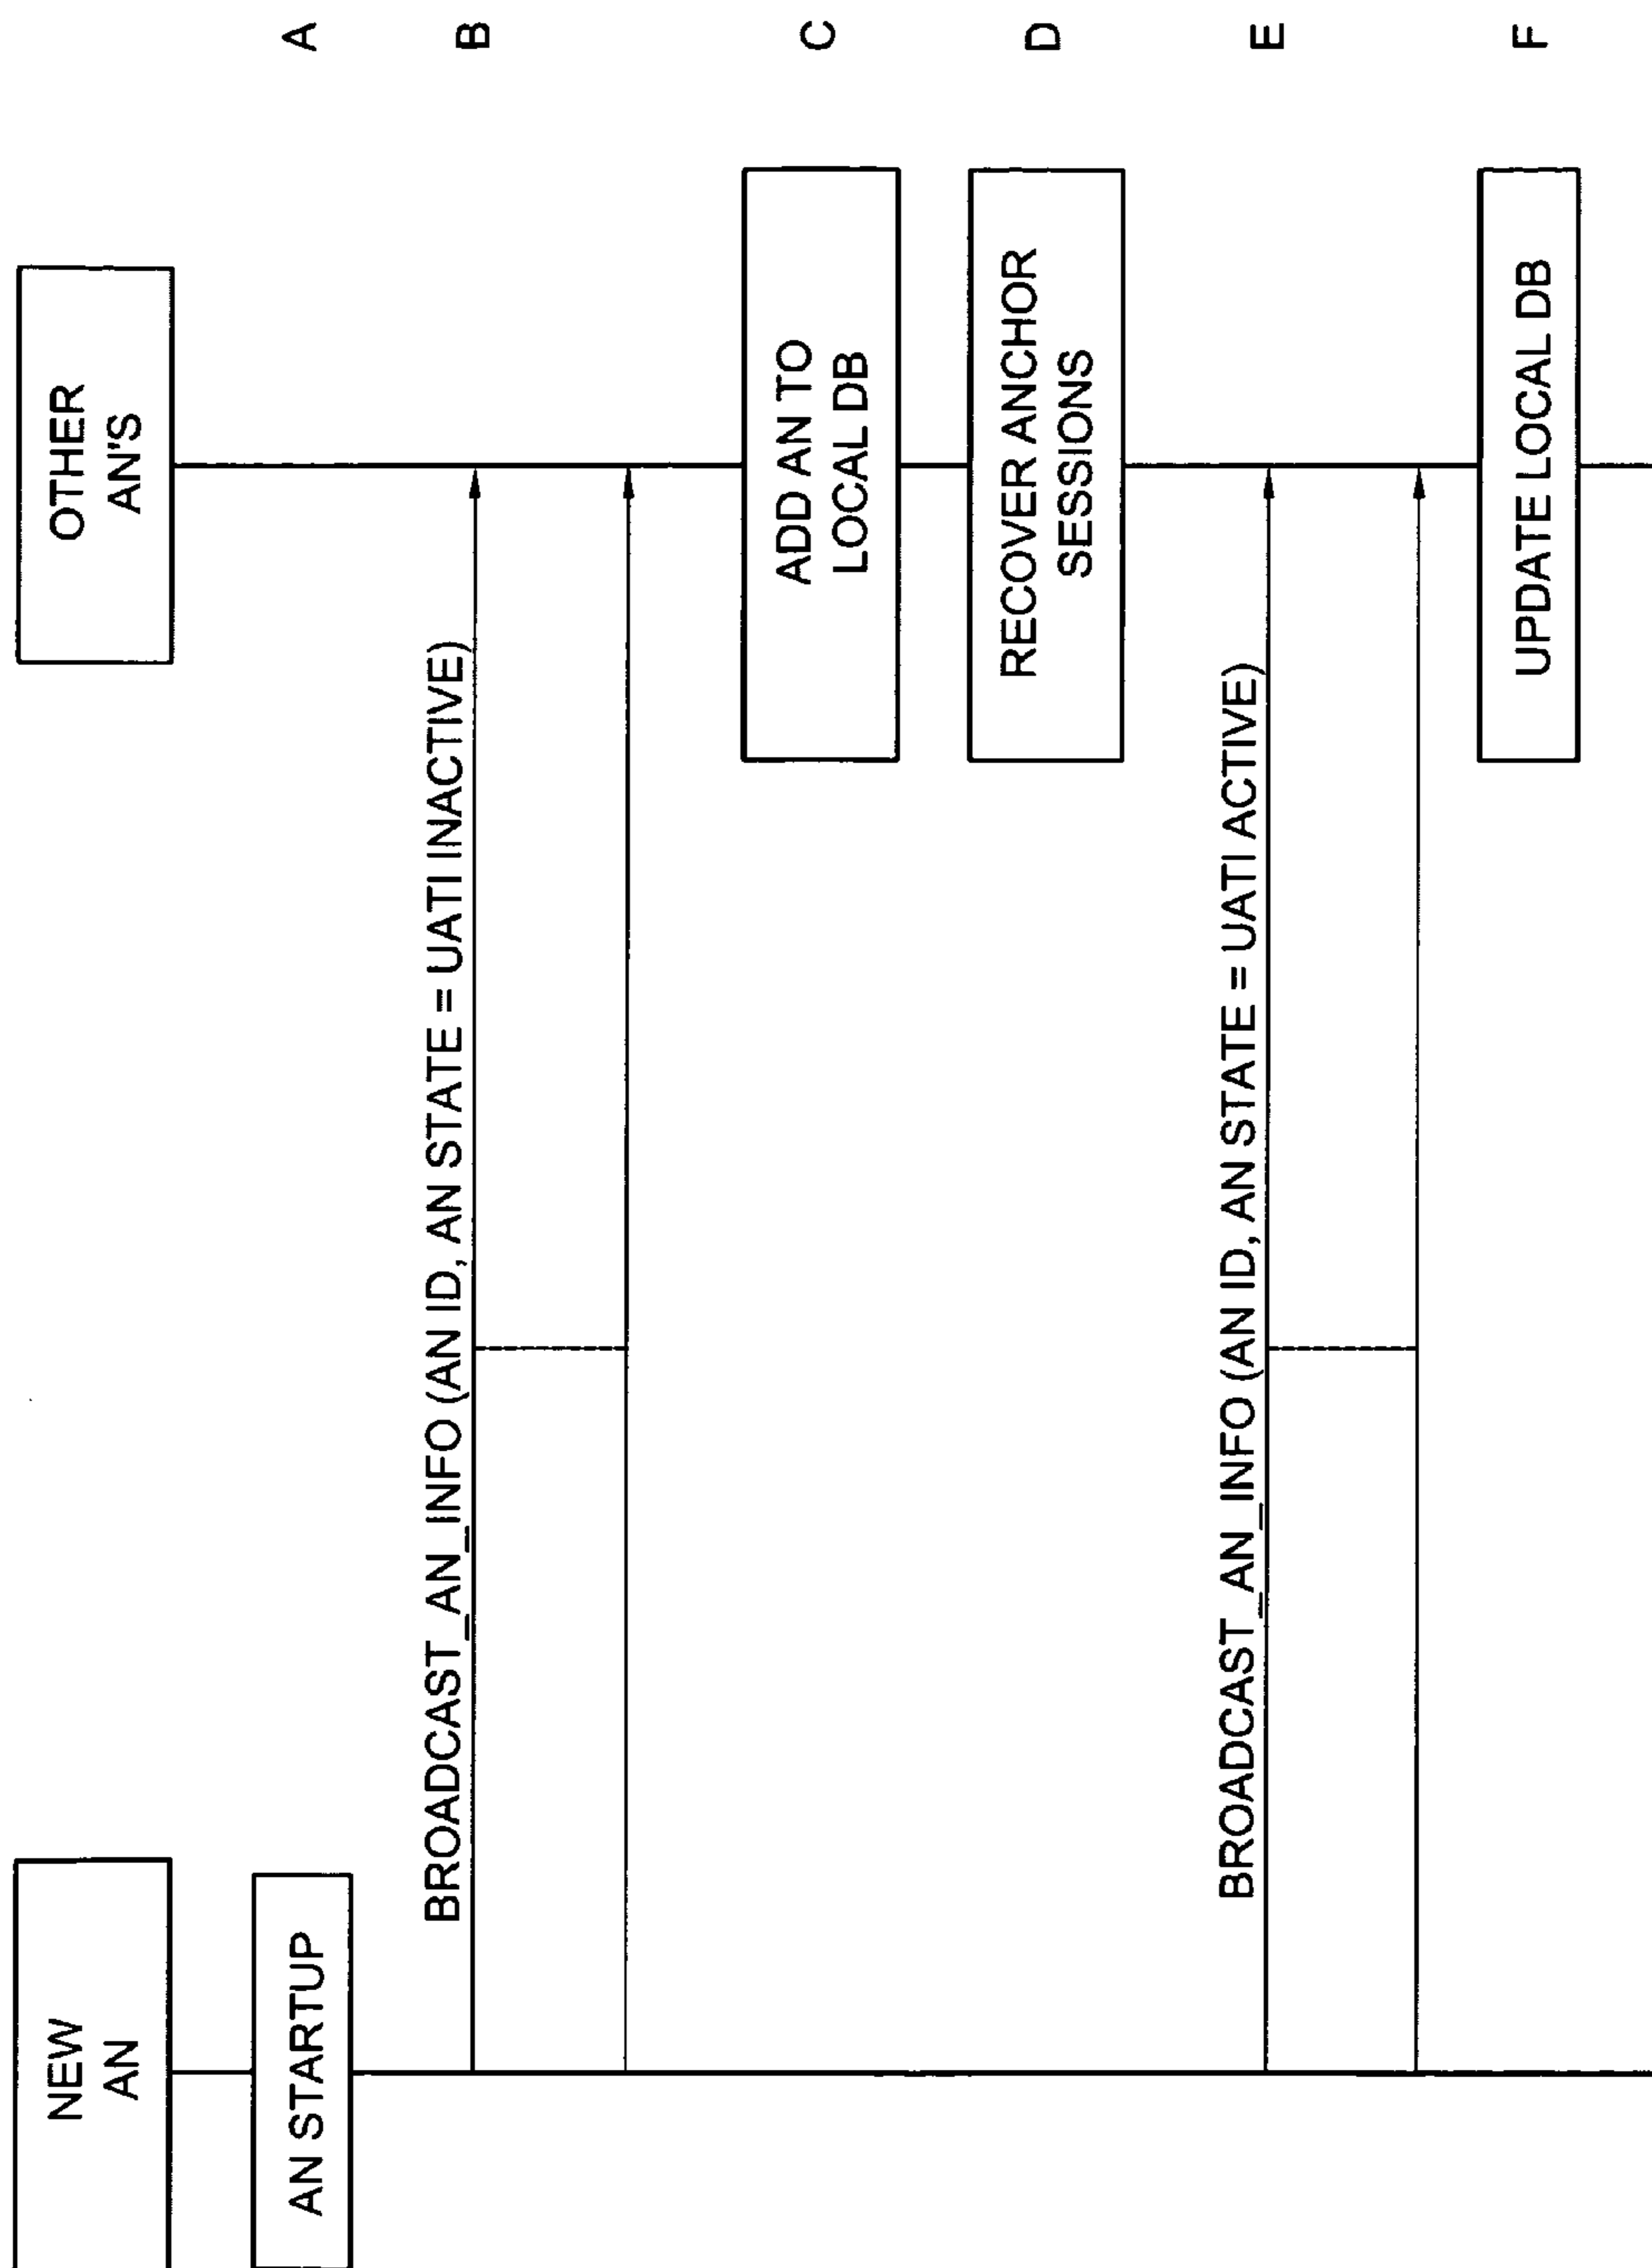 NEW
AN
OTHER
AN'S
AN STARTUP
A
BROADCAST_AN_INFO (AN ID, AN STATE = UATI INACTIVE)
B
ADD AN TO
LOCAL DB
C
RECOVER ANCHOR
SESSIONS
D
BROADCAST_AN_INFO (AN ID, AN STATE = UATI ACTIVE)
E
UPDATE LOCAL DB
F